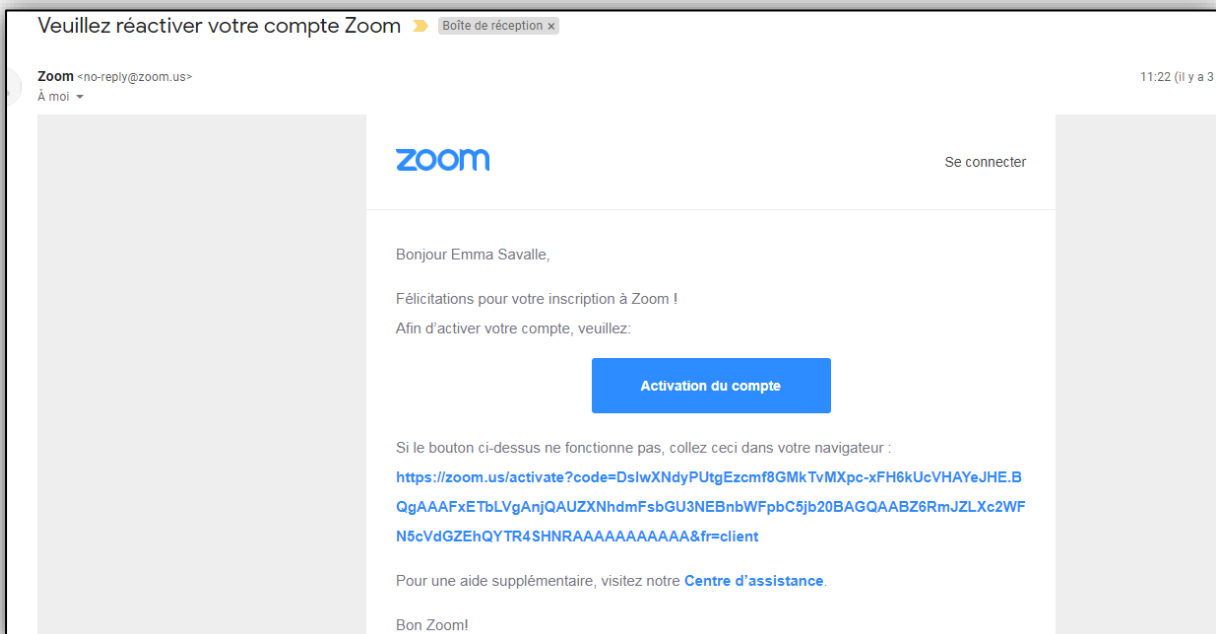 Veuillez réactiver votre compte Zoom Boîte de réception ×
Zoom <no-reply@zoom.us> 11:22 (il y a 3
À moi
zoom Se connecter
Bonjour Emma Savalle,
Félicitations pour votre inscription à Zoom !
Afin d'activer votre compte, veuillez:
Activation du compte
Si le bouton ci-dessus ne fonctionne pas, collez ceci dans votre navigateur :
https://zoom.us/activate?code=DslwXNdyPUtgEzcmf8GMkTvMXpc-xFH6kUcVHAYeJHE.B
QgAAAFxETbLVgAnjQAUZXNhdmFsbGU3NEBnbWFpbC5jb20BAGQAABZ6RmJZLXc2WF
N5cVdGZEhQYTR4SHNRAAAAAAAAAAA&fr=client
Pour une aide supplémentaire, visitez notre Centre d'assistance.
Bon Zoom!